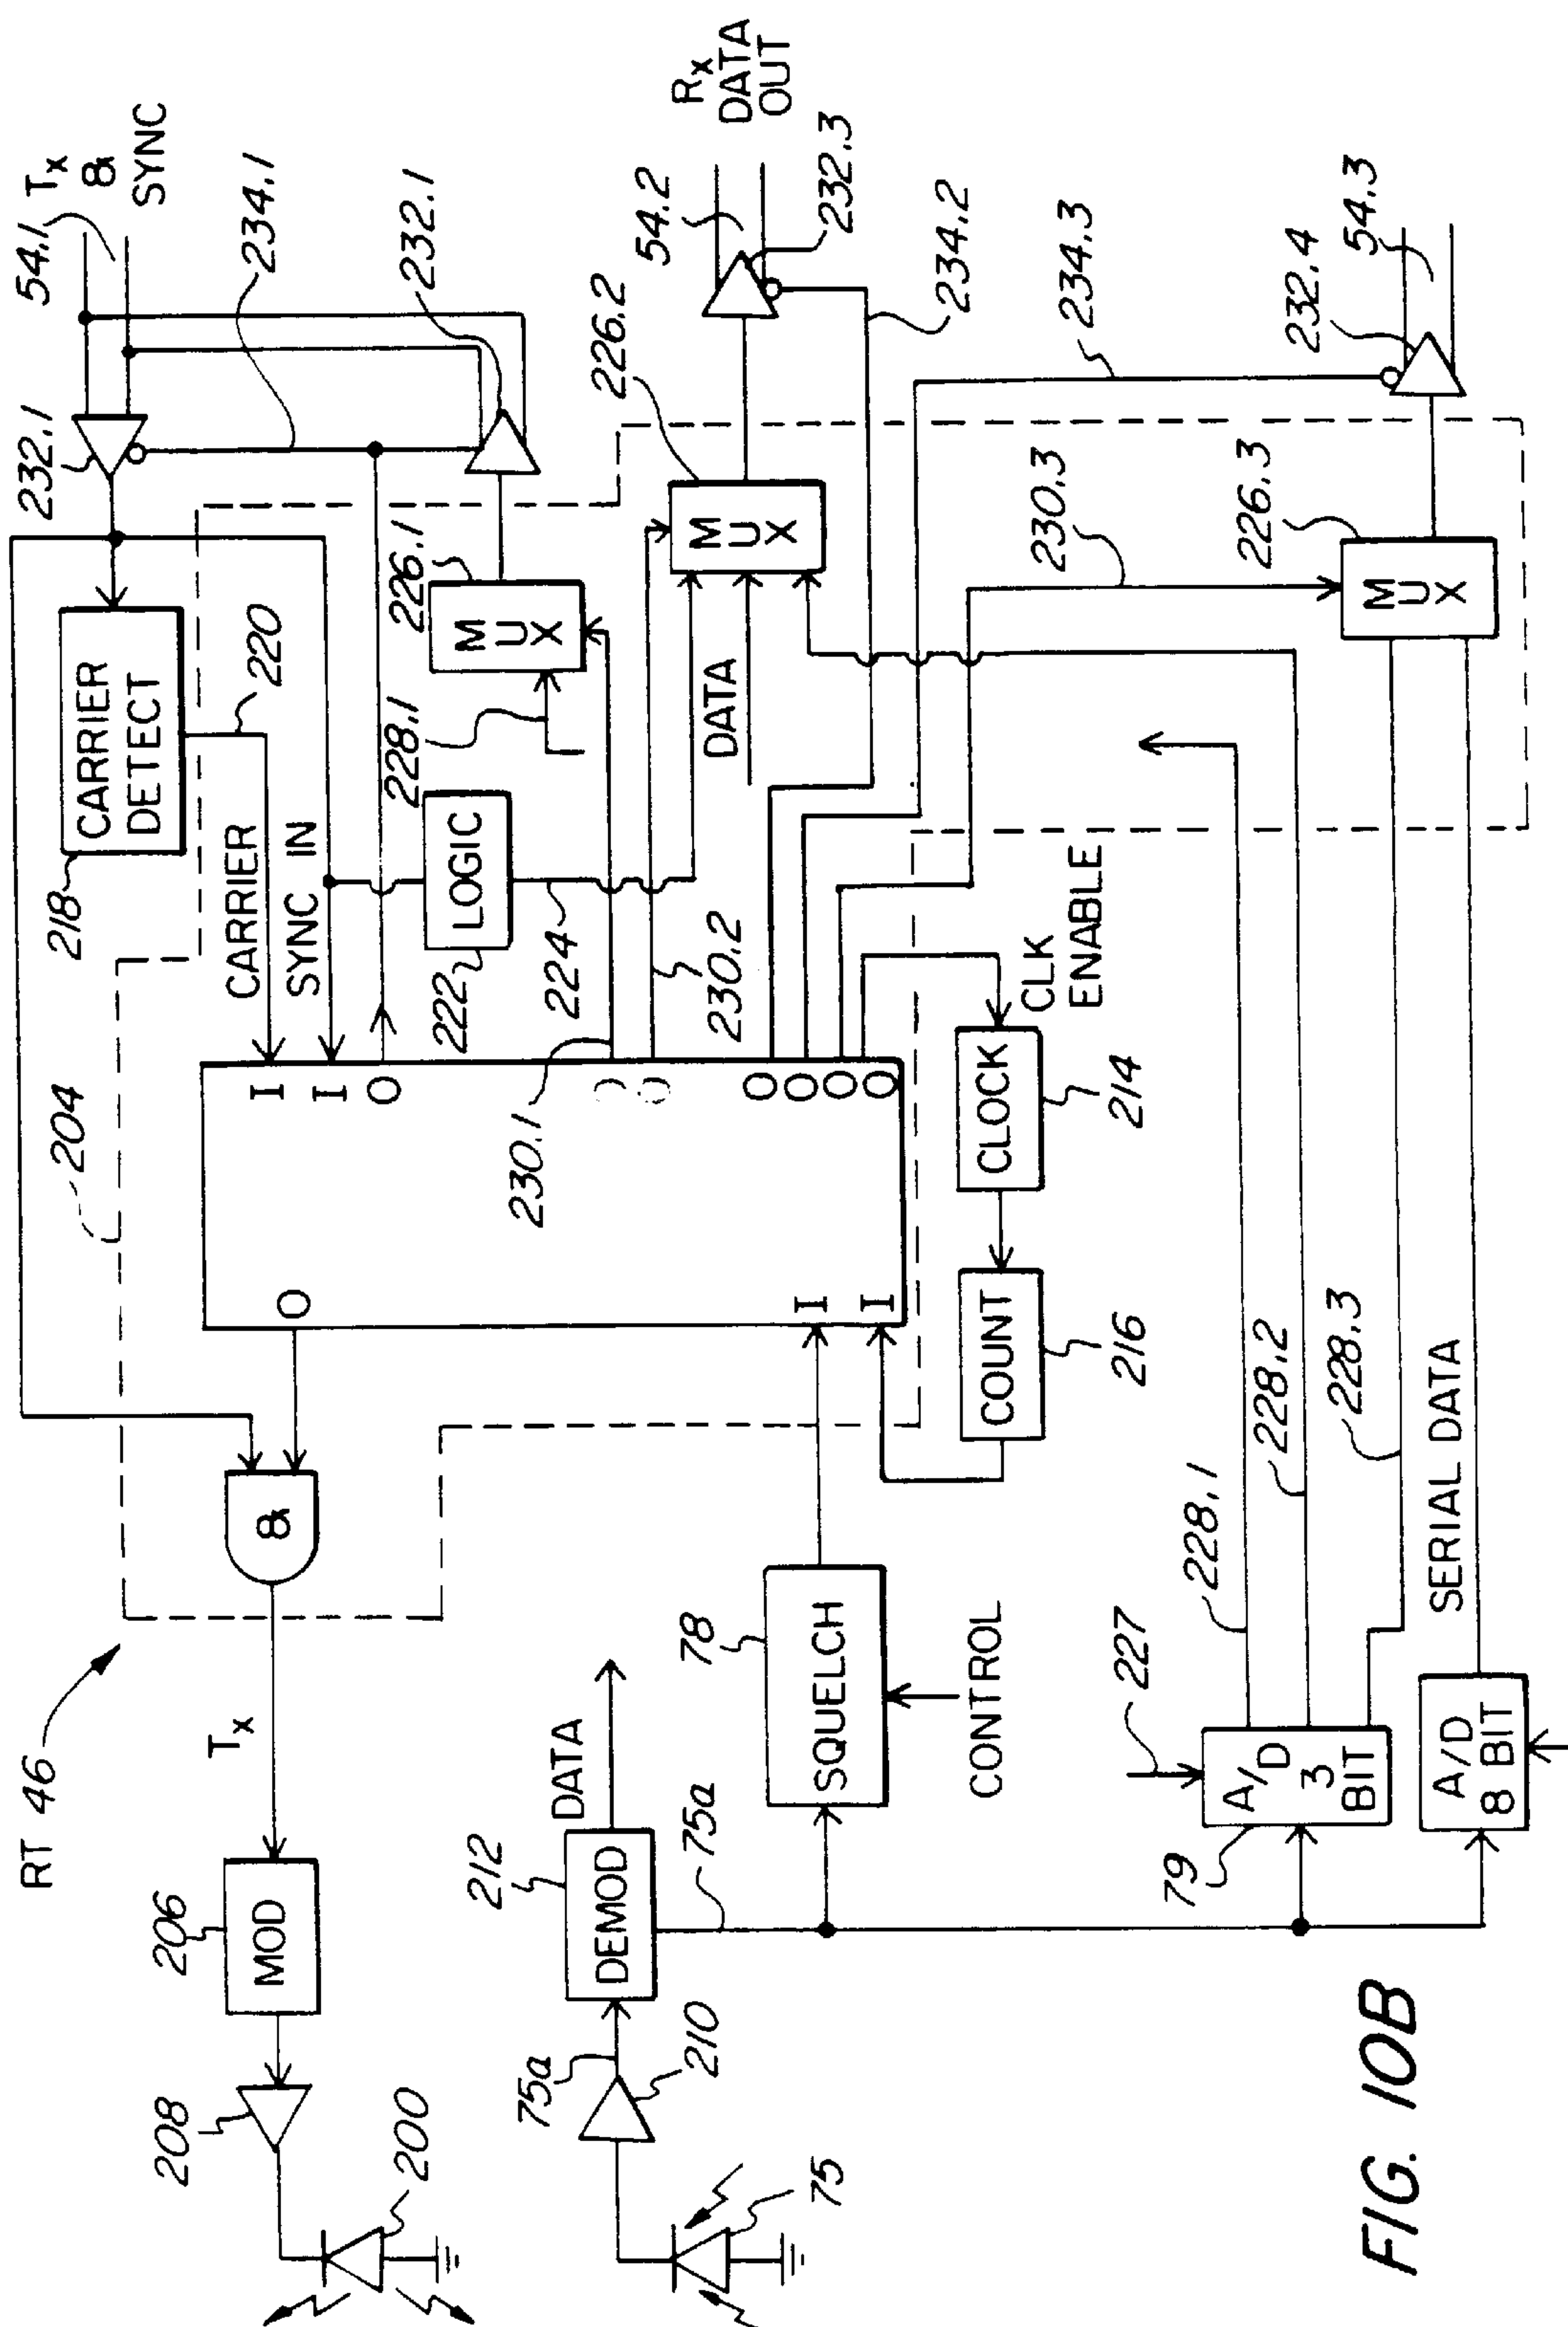 RT 46
204
218
CARRIER
DETECT
220
CARRIER
SYNC IN
232.1
54.1
Tx
&
SYNC
234.1
232.1
208
206
MOD
Tx
&
O
I
I
O
222
LOGIC
224
228.1
226.1
MUX
200
230.1
230.2
226.2
MUX
54.2
Rx
DATA
OUT
232.3
234.2
DATA
75a
210
212
DEMOD
DATA
75a
75
78
SQUELCH
CONTROL
I
I
O
O
O
O
O
O
216
COUNT
214
CLOCK
CLK
ENABLE
230.3
234.3
226.3
MUX
232.4
54.3
227
79
A/D
3
BIT
228.1
228.2
228.3
SERIAL DATA
A/D
8 BIT
FIG. 10B